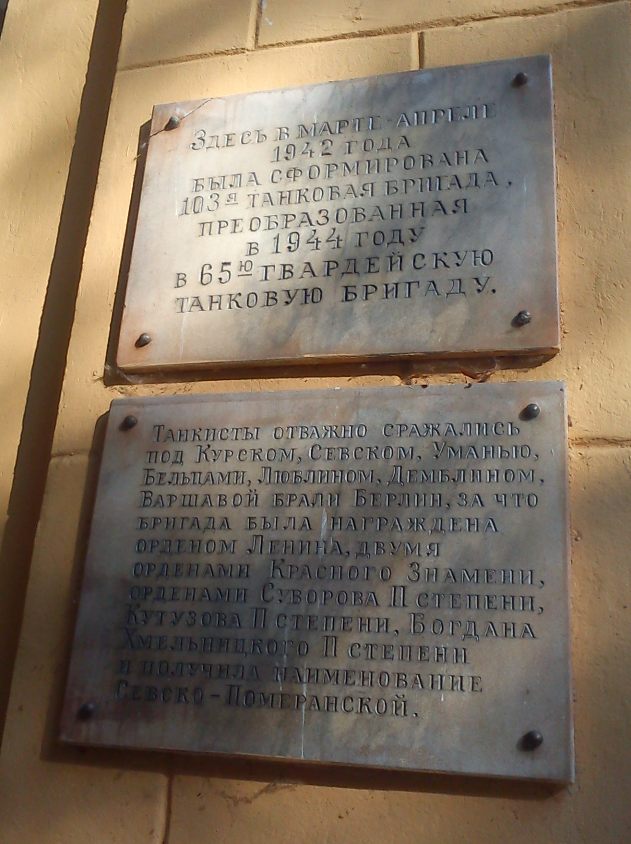 Здесь в марте - апреле
1942 года
была сформирована
103я танковая бригада,
преобразованная
в 1944 году
в 65ю гвардейскую
танковую бригаду.
Танкисты отважно сражались
под Курском, Севском, Уманью,
Бельцами, Люблином, Демблином,
Варшавой брали Берлин, за что
бригада была награждена
орденом Ленина, двумя
орденами Красного Знамени,
орденами Суворова II степени,
Кутузова II степени, Богдана
Хмельницкого II степени
и получила наименование
Севско-Померанской.